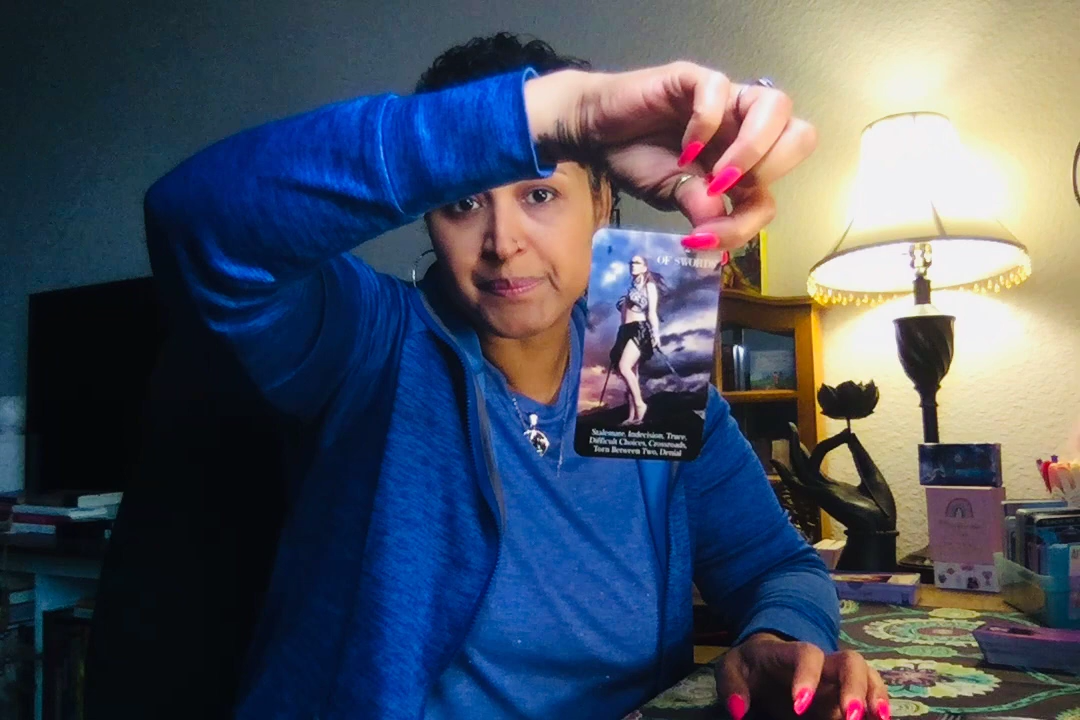 OF SWORDS
Stalemate, Indecision, Truce,
Difficult Choices, Crossroads,
Torn Between Two, Denial